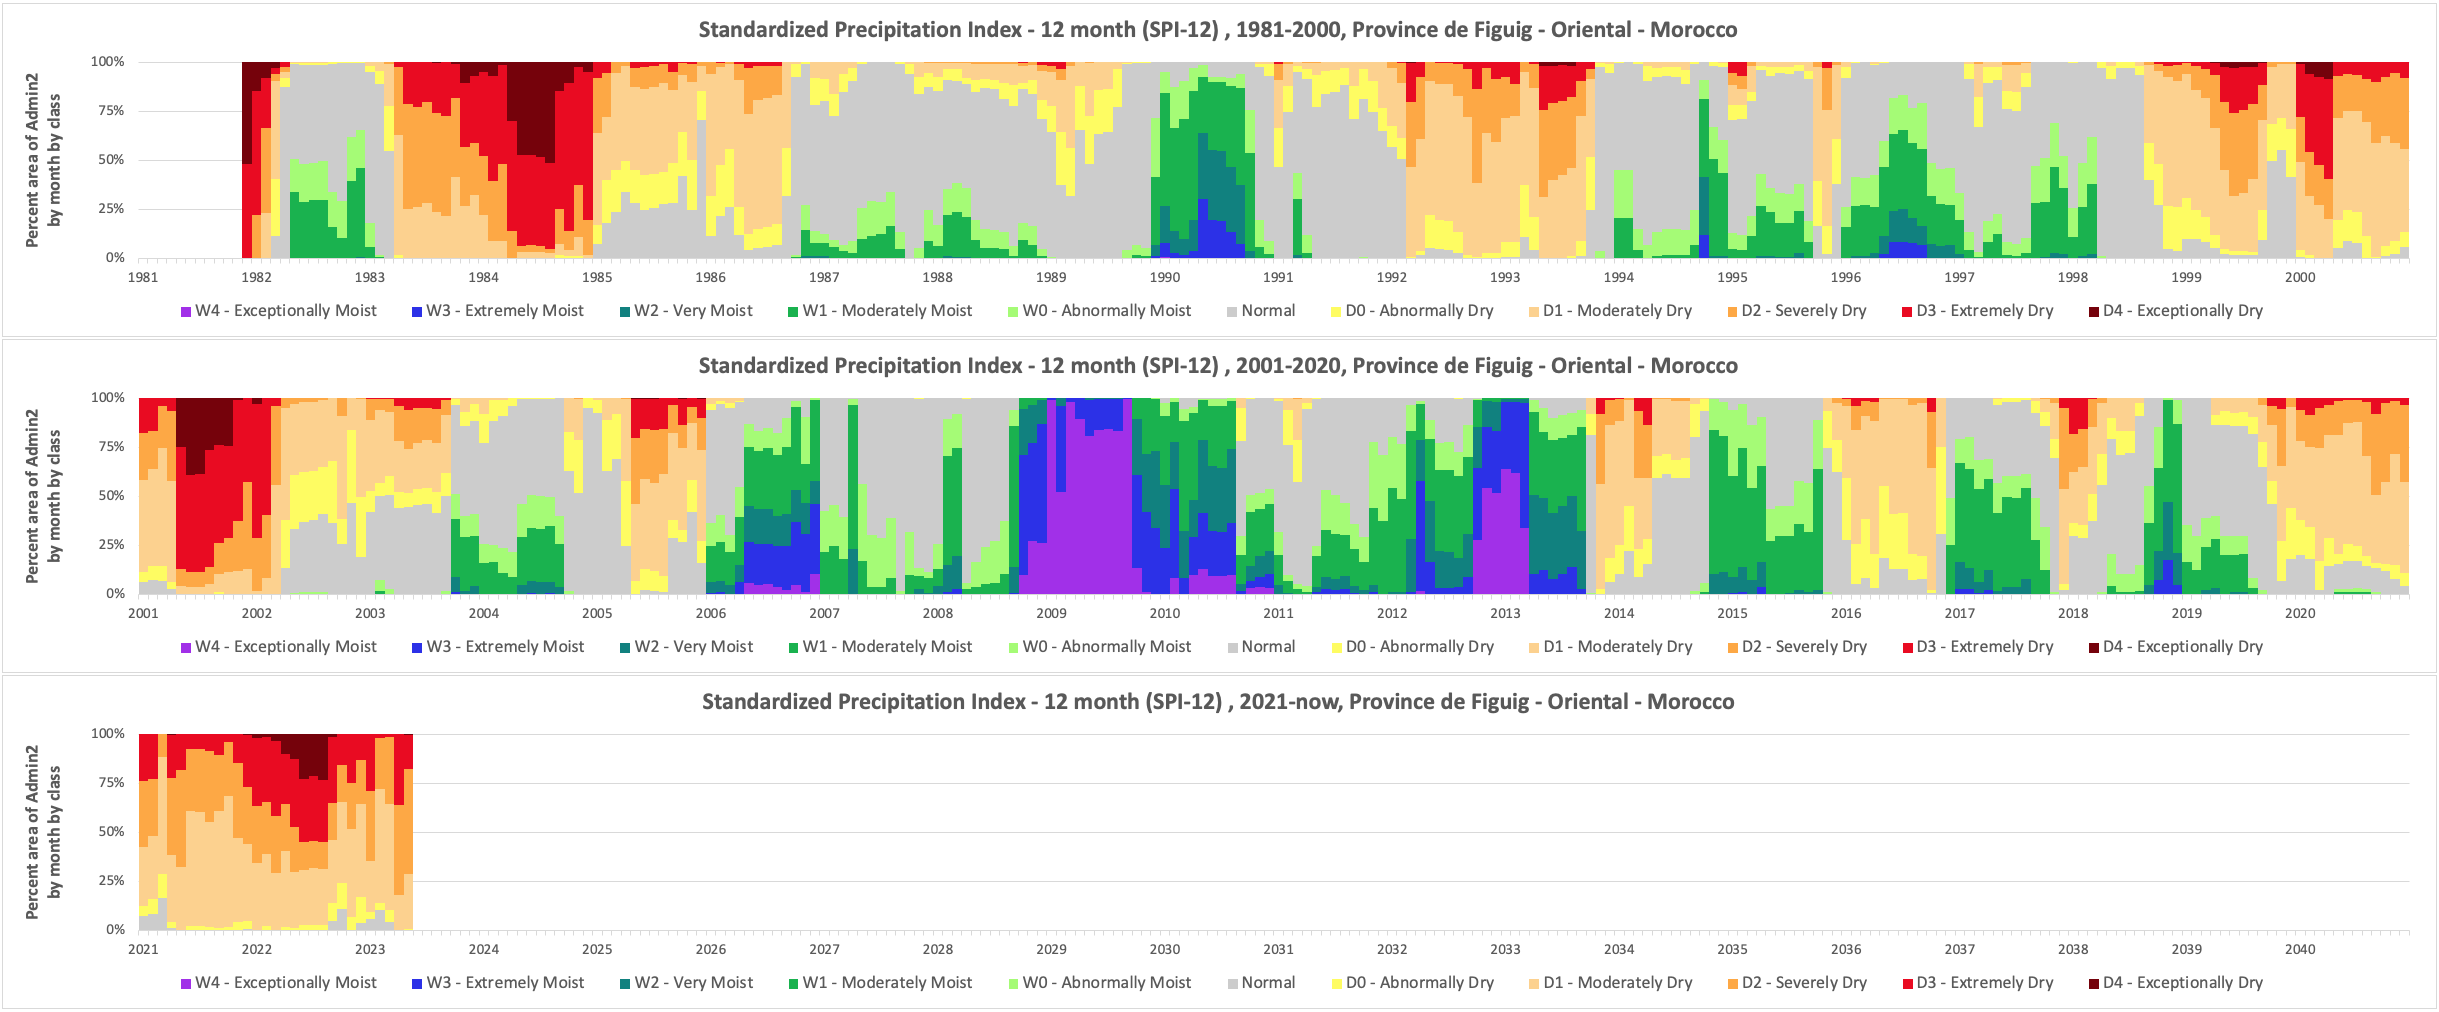 Standardized Precipitation Index - 12 month (SPI-12) , 1981-2000, Province de Figuig - Oriental - Morocco
Percent area of Admin2
by month by class
100%
75%
50%
25%
0%
1981 1982 1983 1984 1985 1986 1987 1988 1989 1990 1991 1992 1993 1994 1995 1996 1997 1998 1999 2000
W4 - Exceptionally Moist W3 - Extremely Moist W2 - Very Moist W1 - Moderately Moist W0 - Abnormally Moist Normal D0 - Abnormally Dry D1 - Moderately Dry D2 - Severely Dry D3 - Extremely Dry D4 - Exceptionally Dry
Standardized Precipitation Index - 12 month (SPI-12) , 2001-2020, Province de Figuig - Oriental - Morocco
Percent area of Admin2
by month by class
100%
75%
50%
25%
0%
2001 2002 2003 2004 2005 2006 2007 2008 2009 2010 2011 2012 2013 2014 2015 2016 2017 2018 2019 2020
W4 - Exceptionally Moist W3 - Extremely Moist W2 - Very Moist W1 - Moderately Moist W0 - Abnormally Moist Normal D0 - Abnormally Dry D1 - Moderately Dry D2 - Severely Dry D3 - Extremely Dry D4 - Exceptionally Dry
Standardized Precipitation Index - 12 month (SPI-12) , 2021-now, Province de Figuig - Oriental - Morocco
Percent area of Admin2
by month by class
100%
75%
50%
25%
0%
2021 2022 2023 2024 2025 2026 2027 2028 2029 2030 2031 2032 2033 2034 2035 2036 2037 2038 2039 2040
W4 - Exceptionally Moist W3 - Extremely Moist W2 - Very Moist W1 - Moderately Moist W0 - Abnormally Moist Normal D0 - Abnormally Dry D1 - Moderately Dry D2 - Severely Dry D3 - Extremely Dry D4 - Exceptionally Dry